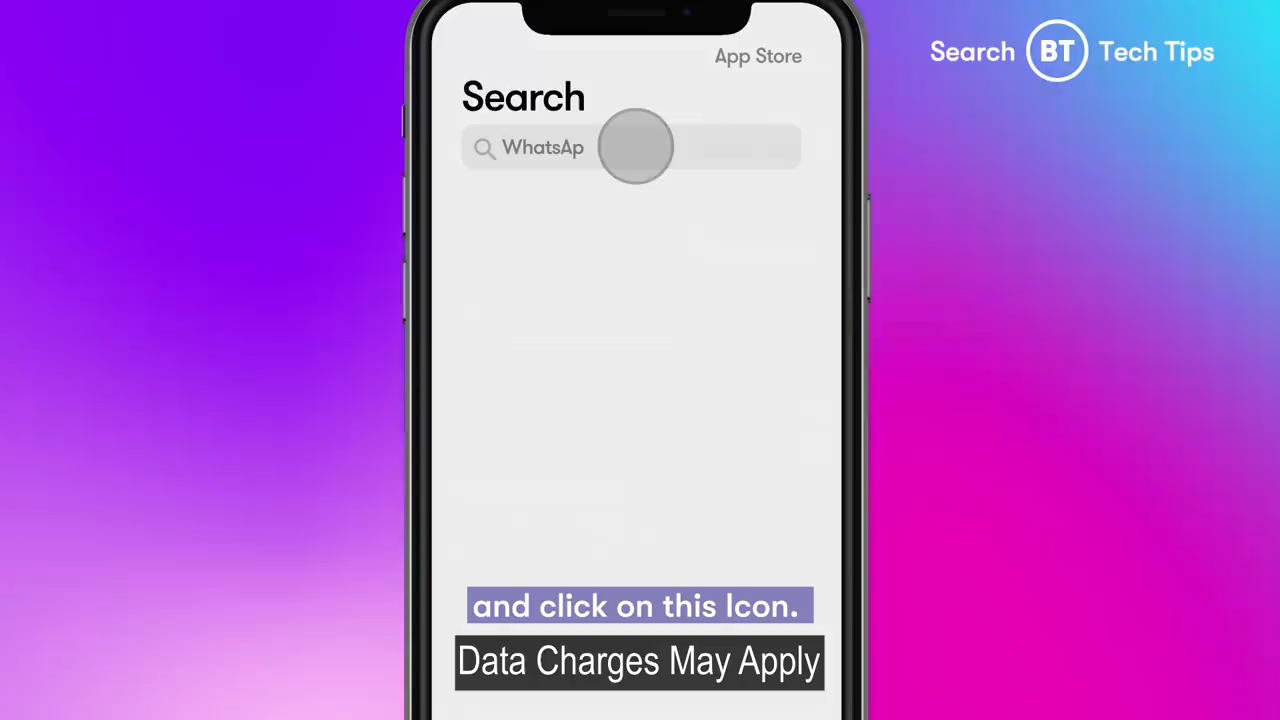 App Store
Search BT Tech Tips
Search
WhatsAp
and click on this Icon.
Data Charges May Apply